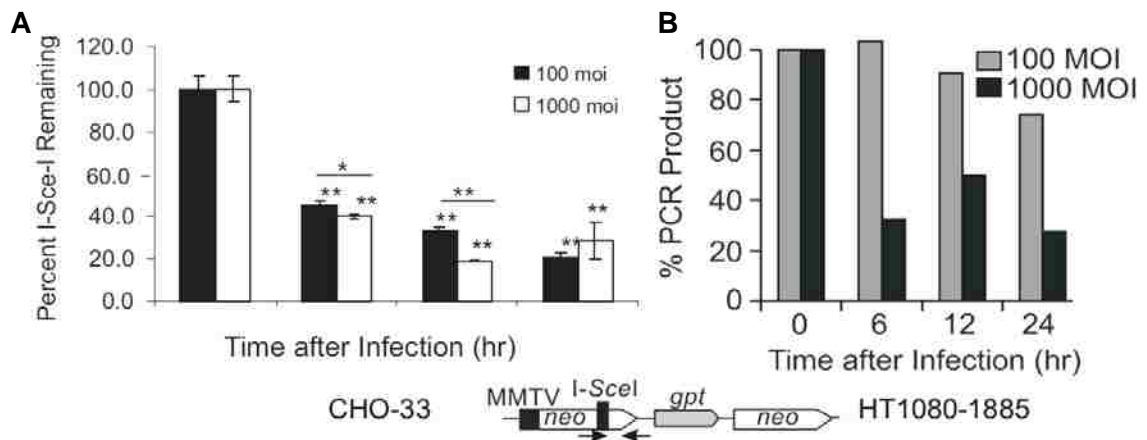 A
Percent I-Sce-I Remaining
120.0
100.0
80.0
60.0
40.0
20.0
0.0
100 moi
1000 moi
*
** **
**
** **
** **
Time after Infection (hr)
B
% PCR Product
100
80
60
40
20
0
100 MOI
1000 MOI
0 6 12 24
Time after Infection (hr)
CHO-33
MMTV I-SceI gpt
neo neo
HT1080-1885